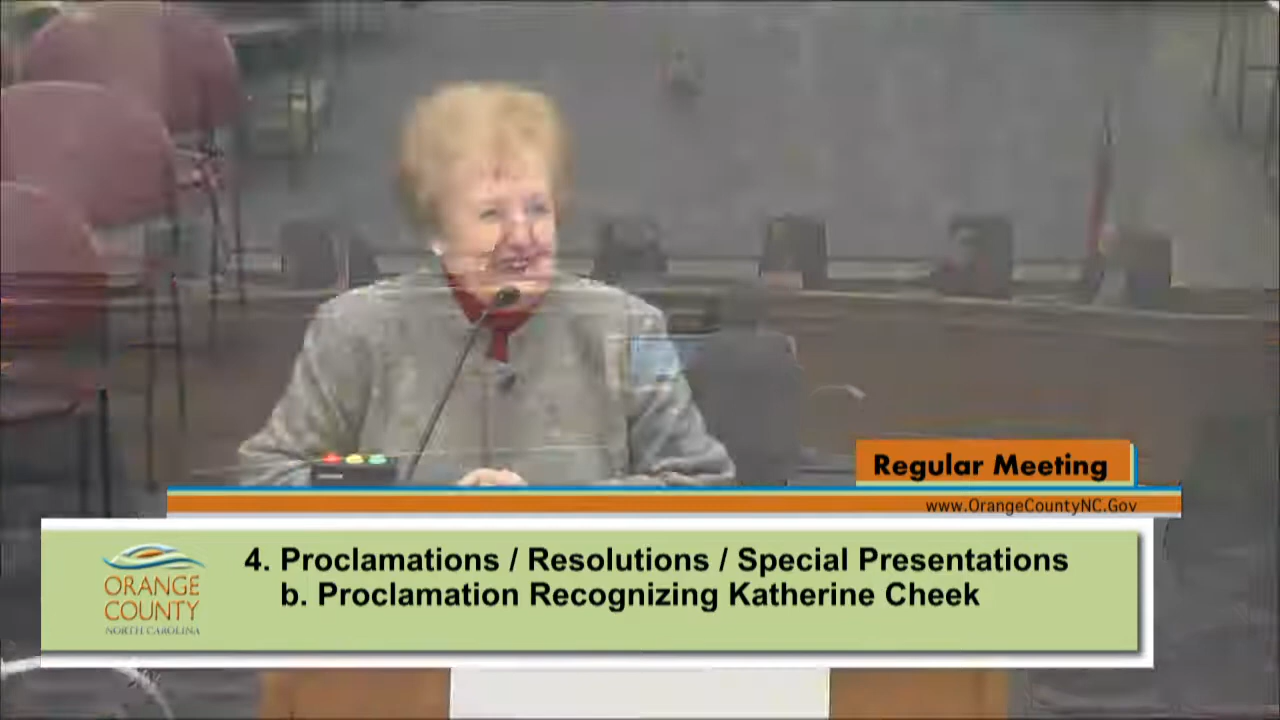 Regular Meeting
www.OrangeCountyNC.Gov
4. Proclamations / Resolutions / Special Presentations
b. Proclamation Recognizing Katherine Cheek
ORANGE
COUNTY
NORTH CAROLINA